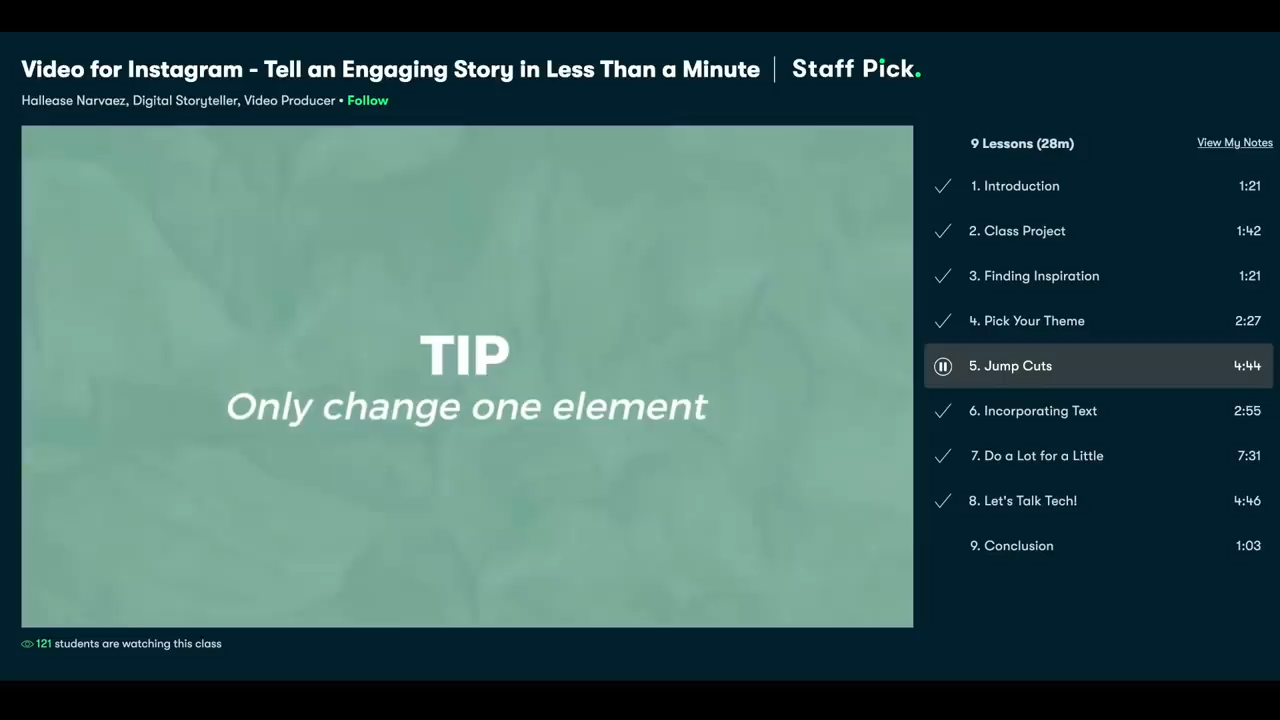 Video for Instagram - Tell an Engaging Story in Less Than a Minute | Staff Pick.
Hallease Narvaez, Digital Storyteller, Video Producer • Follow
TIP
Only change one element
9 Lessons (28m) View My Notes
1. Introduction 1:21
2. Class Project 1:42
3. Finding Inspiration 1:21
4. Pick Your Theme 2:27
5. Jump Cuts 4:44
6. Incorporating Text 2:55
7. Do a Lot for a Little 7:31
8. Let's Talk Tech! 4:46
9. Conclusion 1:03
121 students are watching this class